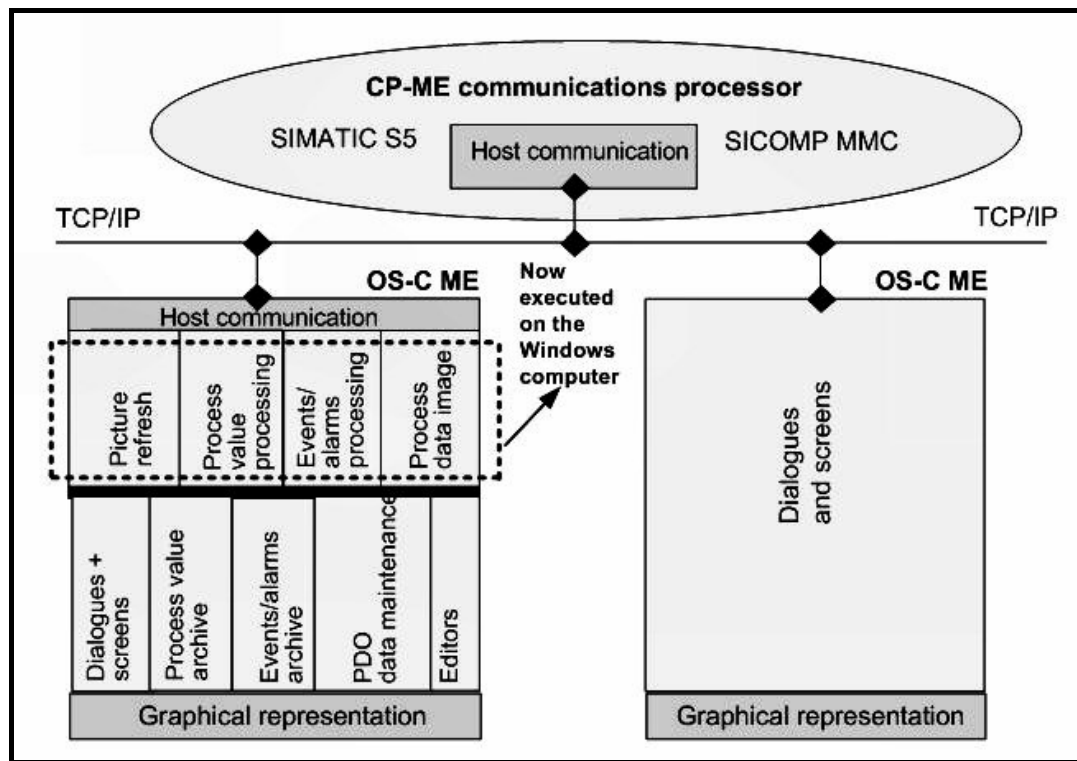 CP-ME communications processor
SIMATIC S5
Host communication
SICOMP MMC
TCP/IP
TCP/IP
OS-C ME
Host communication
Picture
refresh
Process
value
processing
Events/
alarms
processing
Process
data image
Now
executed
on the
Windows
computer
Dialogues +
screens
Process value
archive
Events/alarms
archive
PDO
data maintenance
Editors
Graphical representation
OS-C ME
Dialogues
and screens
Graphical representation